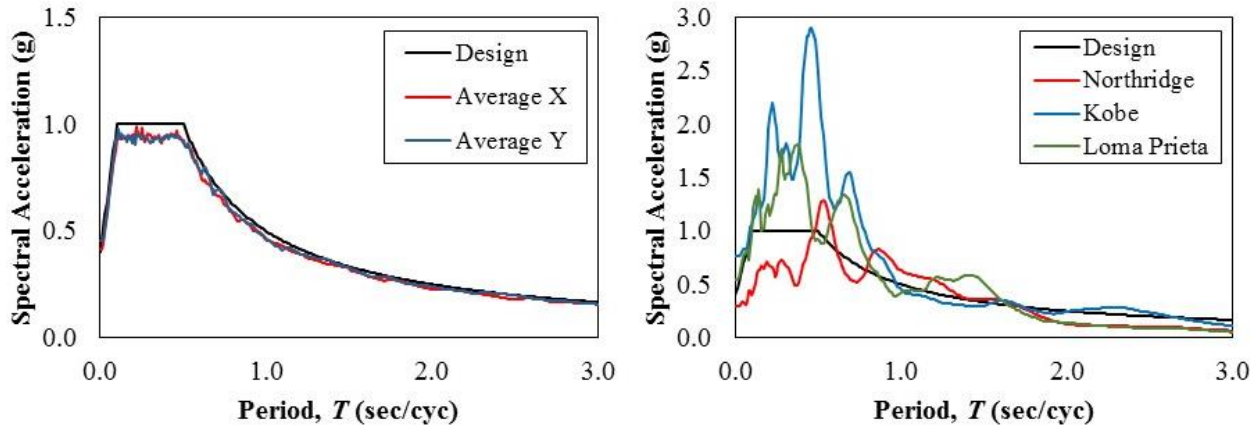 Spectral Acceleration (g)
1.5
1.0
0.5
0.0
0.0 1.0 2.0 3.0
Period, T (sec/cyc)
Design
Average X
Average Y
Spectral Acceleration (g)
3.0
2.5
2.0
1.5
1.0
0.5
0.0
0.0 1.0 2.0 3.0
Period, T (sec/cyc)
Design
Northridge
Kobe
Loma Prieta